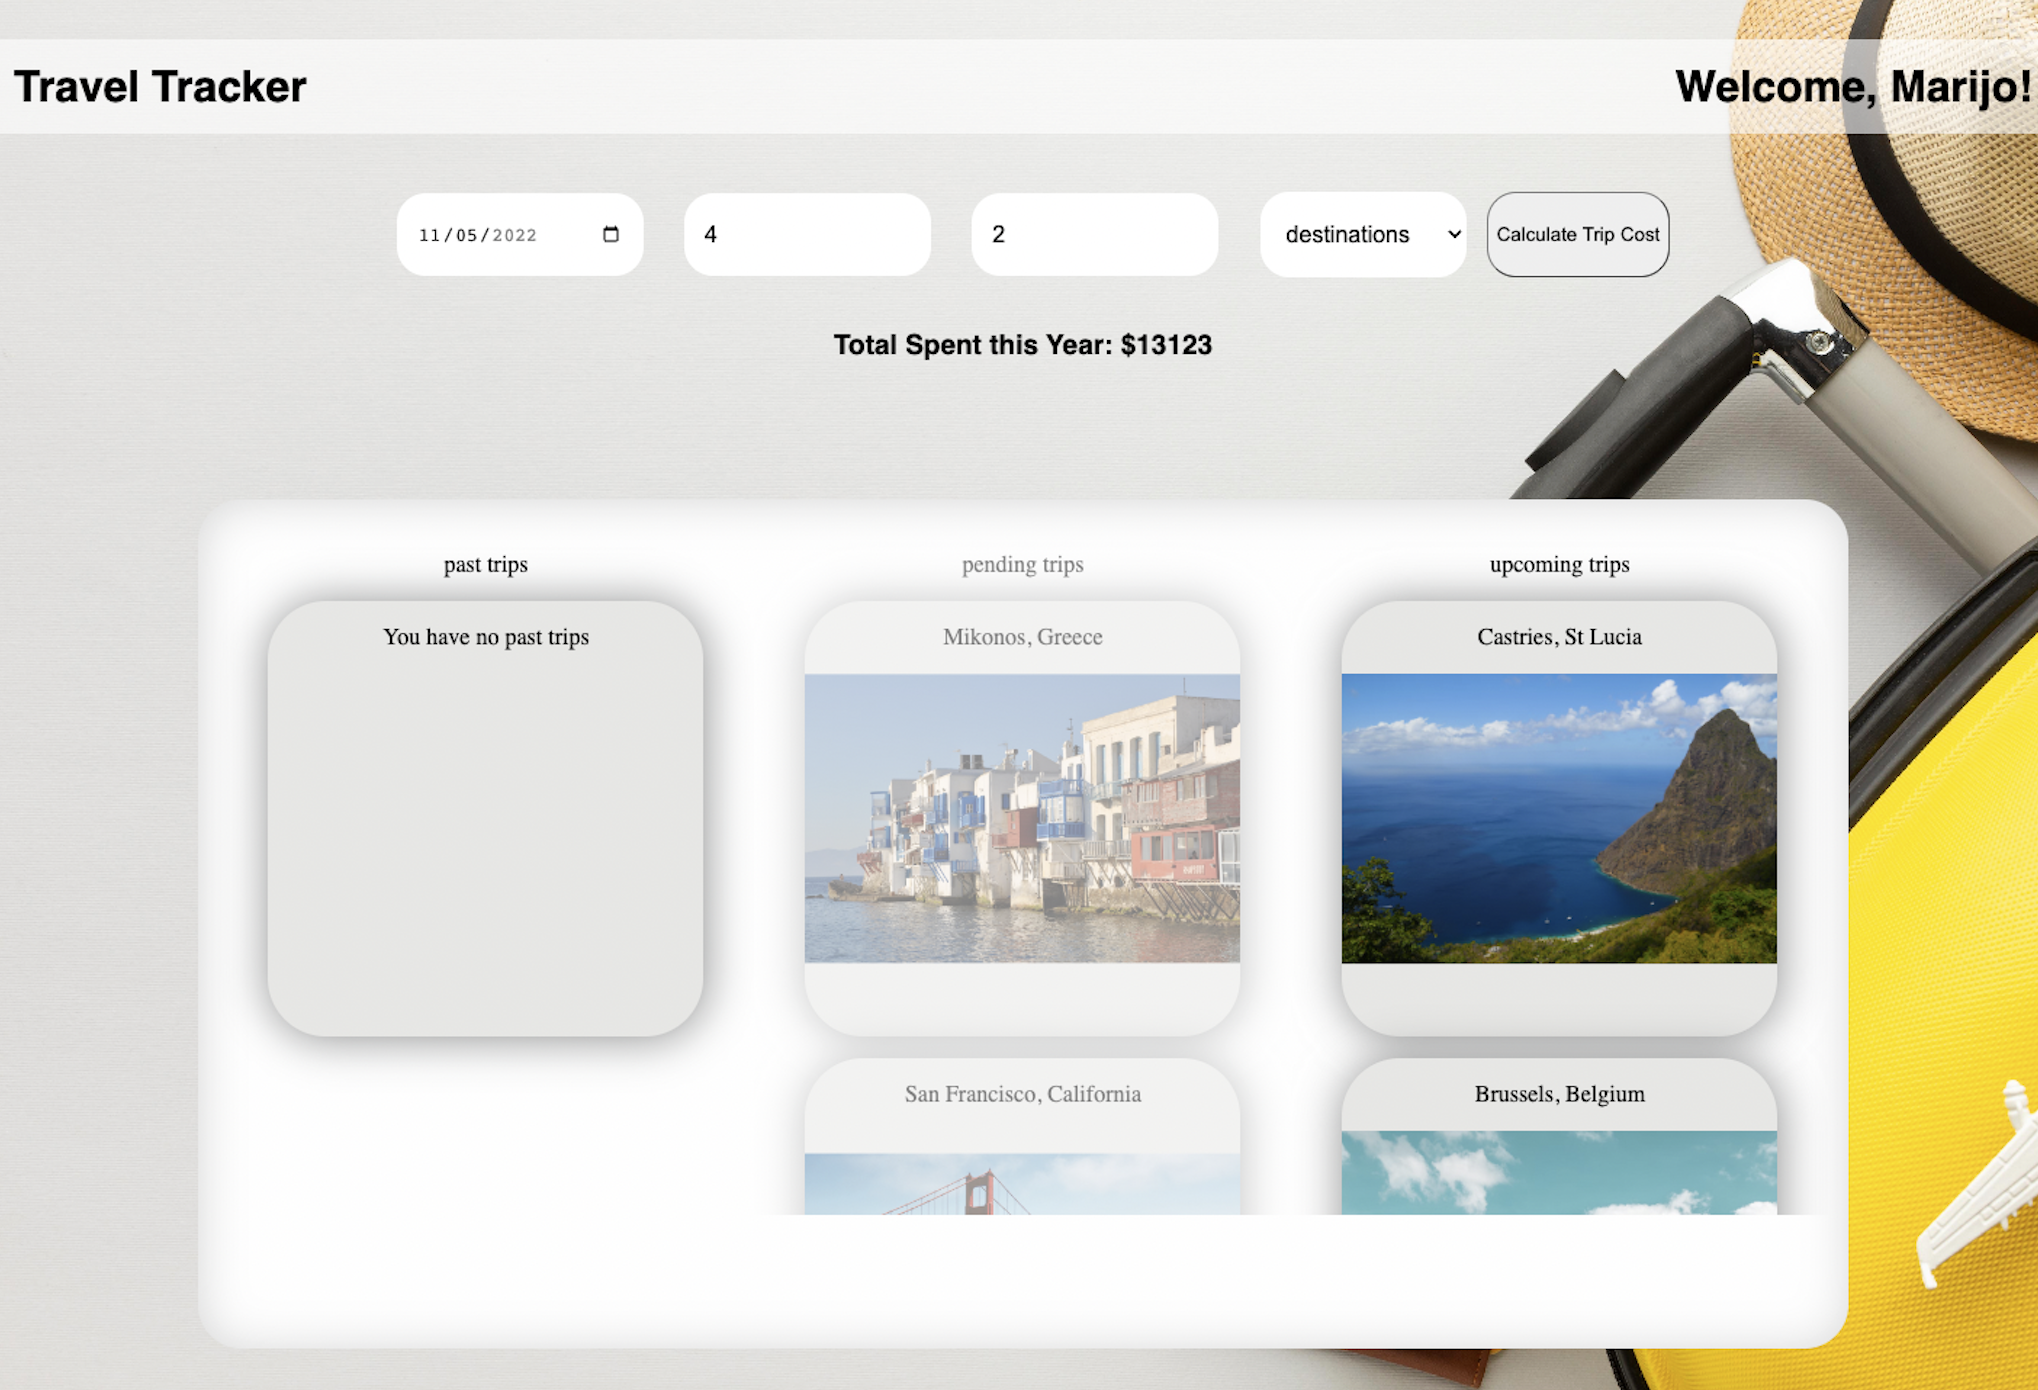 Travel Tracker
Welcome, Marijo!
11/05/2022
4
2
destinations
Calculate Trip Cost
Total Spent this Year: $13123
past trips
pending trips
upcoming trips
You have no past trips
Mikonos, Greece
Castries, St Lucia
San Francisco, California
Brussels, Belgium